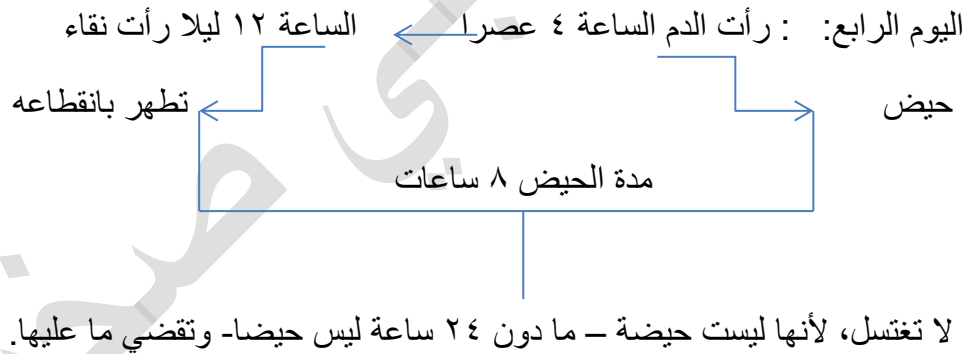 اليوم الرابع: : رأت الدم الساعة ٤ عصرا الساعة ١٢ ليلا رأت نقاء
حيض تطهر بانقطاعه
مدة الحيض ٨ ساعات
لا تغتسل، لأنها ليست حيضة – ما دون ٢٤ ساعة ليس حيضا- وتقضي ما عليها.